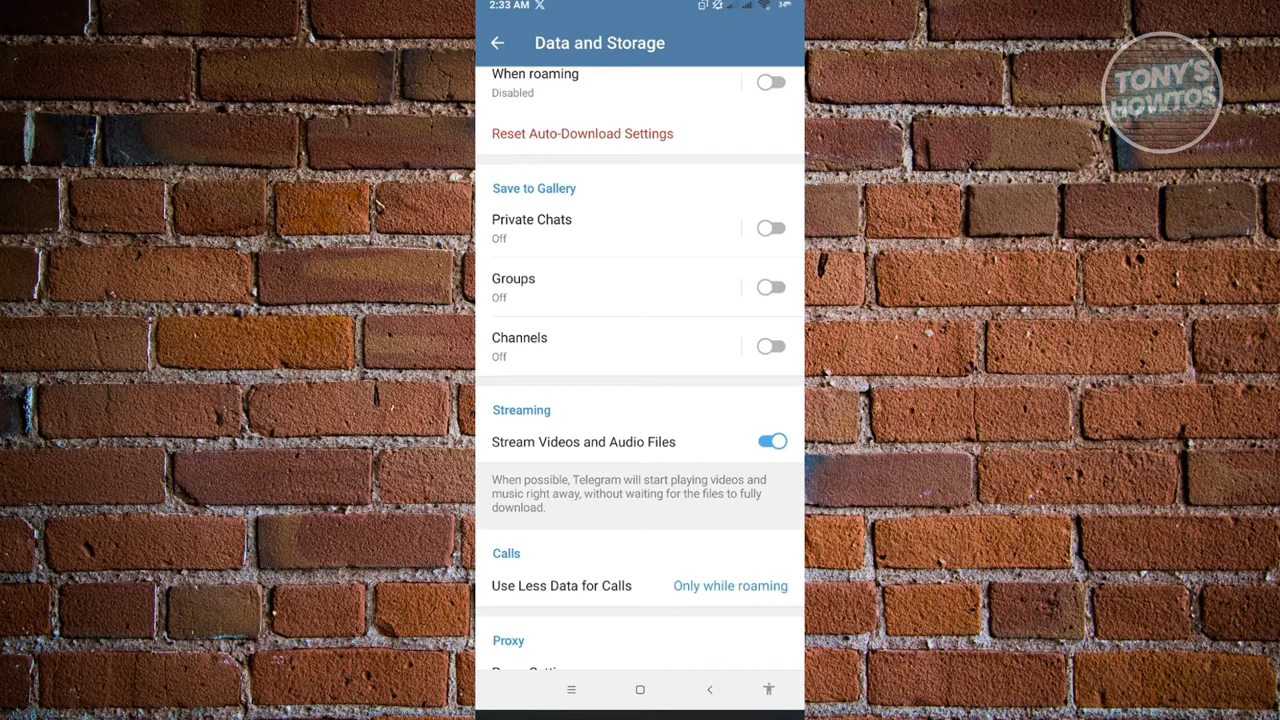 2:33 AM X
34
Data and Storage
TONY'S
HOWTOS
When roaming
Disabled
Reset Auto-Download Settings
Save to Gallery
Private Chats
Off
Groups
Off
Channels
Off
Streaming
Stream Videos and Audio Files
When possible, Telegram will start playing videos and
music right away, without waiting for the files to fully
download.
Calls
Use Less Data for Calls Only while roaming
Proxy